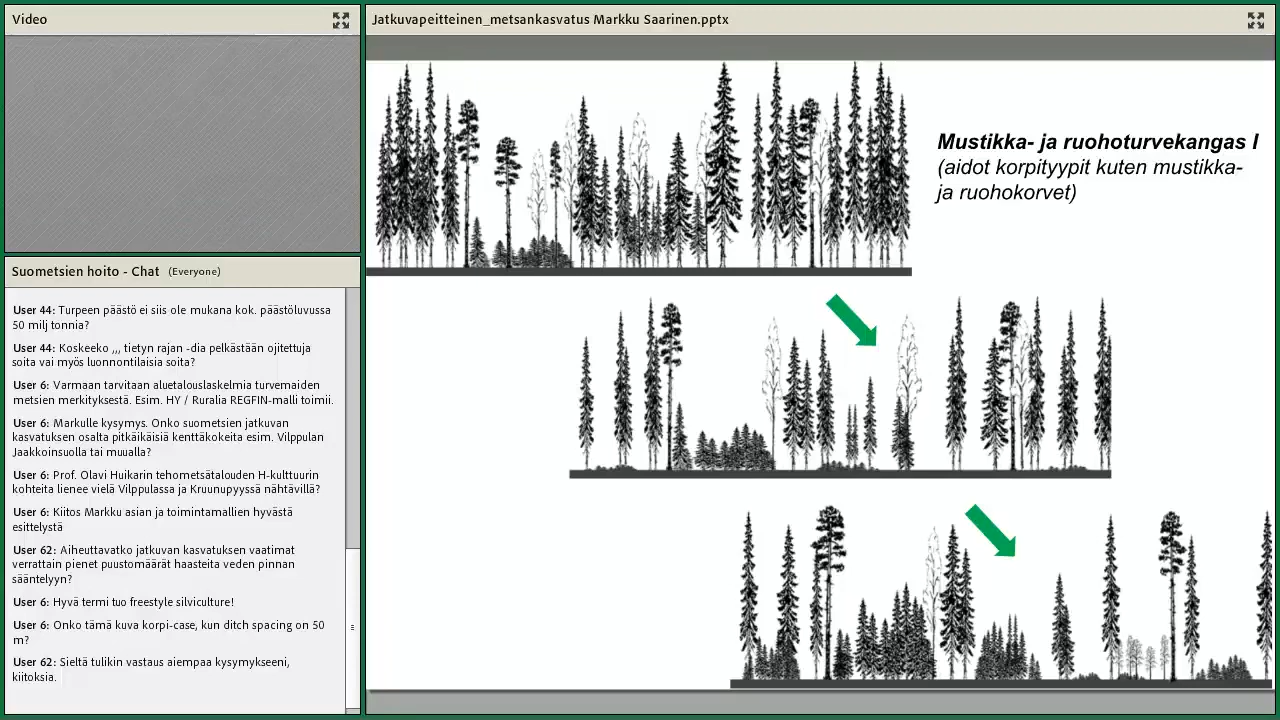 Video
Jatkuvapeitteinen_metsankasvatus Markku Saarinen.pptx
Mustikka- ja ruohoturvekangas I
(aidot korpityypit kuten mustikka-
ja ruohokorvet)
Suometsien hoito - Chat (Everyone)
User 44: Turpeen päästö ei siis ole mukana kok. päästöluvussa
50 milj tonnia?
User 44: Koskeeko ,,, tietyn rajan -dia pelkästään ojitettuja
soita vai myös luonnontilaisia soita?
User 6: Varmaan tarvitaan aluetalouslaskelmia turvemaiden
metsien merkityksestä. Esim. HY / Ruralia REGFIN-malli toimii.
User 6: Markulle kysymys. Onko suometsien jatkuvan
kasvatuksen osalta pitkäikäisiä kenttäkokeita esim. Vilppulan
Jaakkoinsuolla tai muualla?
User 6: Prof. Olavi Huikarin tehometsätalouden H-kulttuurin
kohteita lienee vielä Vilppulassa ja Kruunupyyssä nähtävillä?
User 6: Kiitos Markku asian ja toimintamallien hyvästä
esittelystä
User 62: Aiheuttavatko jatkuvan kasvatuksen vaatimat
verrattain pienet puustomäärät haasteita veden pinnan
sääntelyyn?
User 6: Hyvä termi tuo freestyle silviculture!
User 6: Onko tämä kuva korpi-case, kun ditch spacing on 50
m?
User 62: Sieltä tulikin vastaus aiempaa kysymykseeni,
kiitoksia.